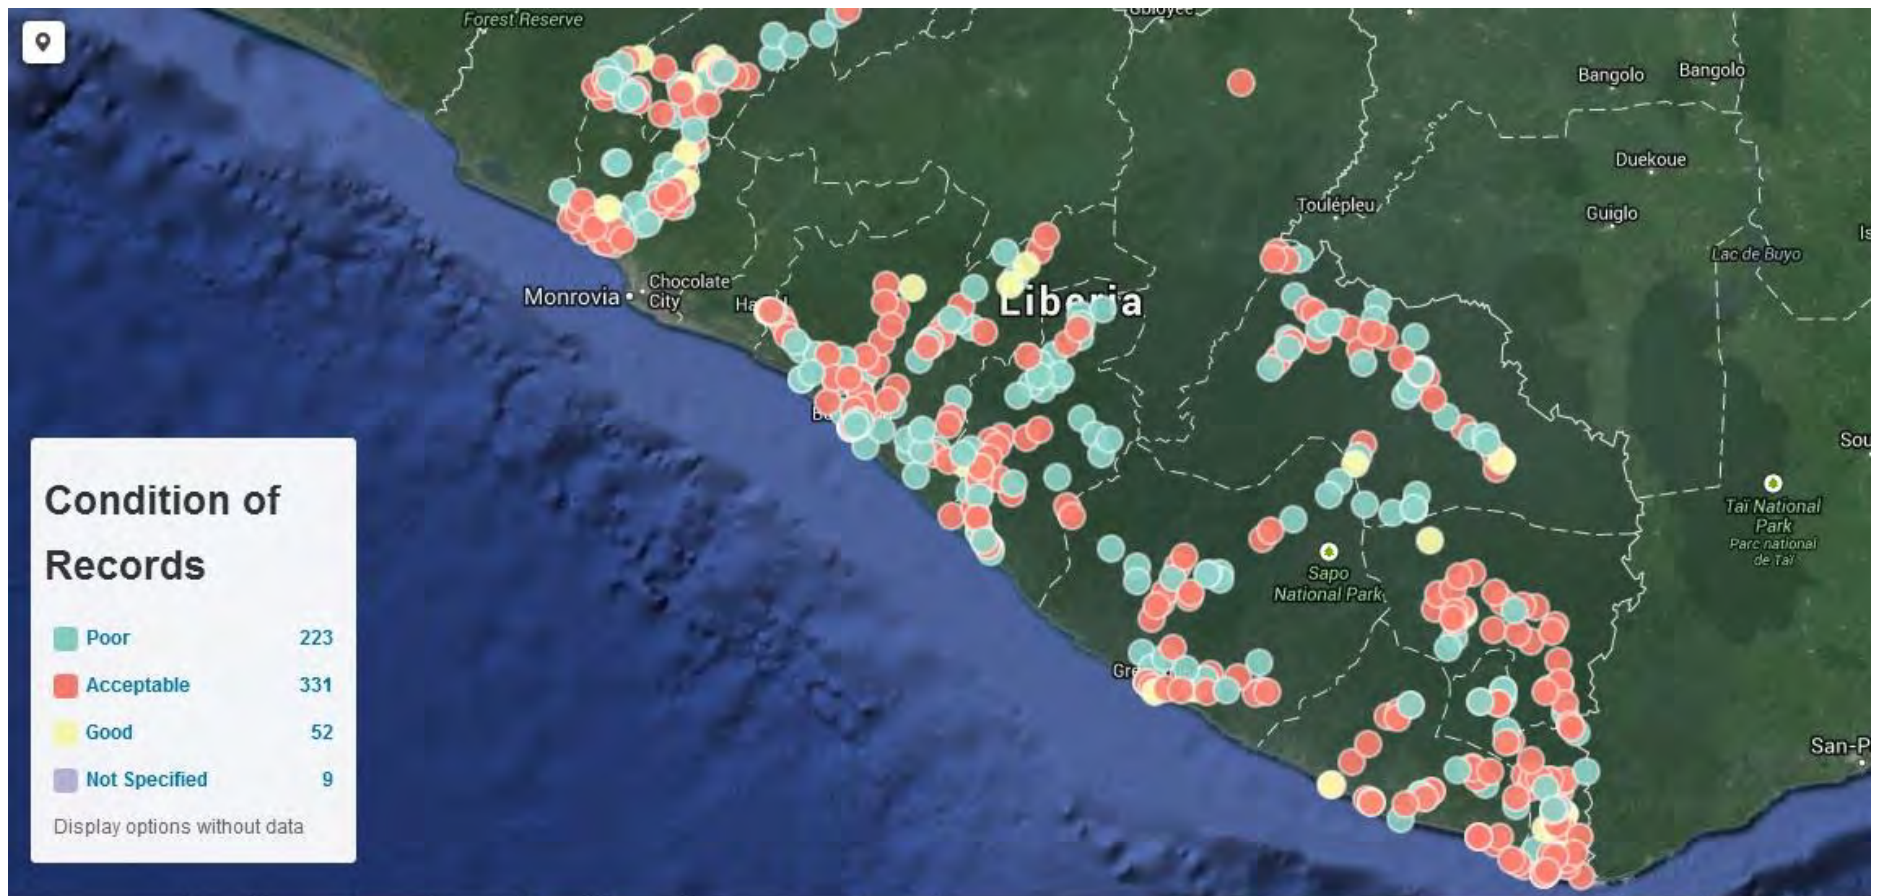 Forest Reserve
Bangolo
Bangolo
Duekoue
Toulépleu
Guiglo
Lac de Buyo
Chocolate
City
Monrovia
Liberia
Taï National
Park
Parc national
de Taï
Sapo
National Park
San-P
Condition of
Records
Poor 223
Acceptable 331
Good 52
Not Specified 9
Display options without data